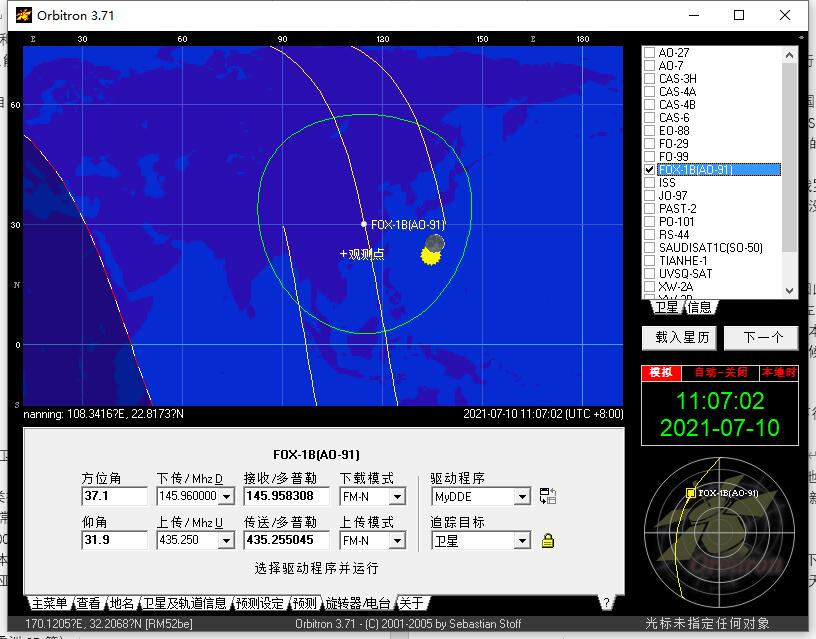 Orbitron 3.71
E 30 60 90 120 150 E 180
60
30
N
0
S
FOX-1B(AO-91)
+观测点
nanning: 108.3416?E, 22.8173?N
2021-07-10 11:07:02 (UTC +8:00)
AO-27
AO-7
CAS-3H
CAS-4A
CAS-4B
CAS-6
EO-88
FO-29
FO-99
FOX-1B(AO-91)
ISS
JO-97
PAST-2
PO-101
RS-44
SAUDISAT1C(SO-50)
TIANHE-1
UVSQ-SAT
XW-2A
XW-2B
卫星 信息
载入星历 下一个
模拟 自动-关闭 本地时
11:07:02
2021-07-10
FOX-1B(AO-91)
FOX-1B(AO-91)
方位角 下传/MhzD 接收/多普勒 下载模式 驱动程序
37.1 145.960000 145.958308 FM-N MyDDE
仰角 上传/MhzU 传送/多普勒 上传模式 追踪目标
31.9 435.250 435.255045 FM-N 卫星
选择驱动程序并运行
主菜单 查看 地名 卫星及轨道信息 预测设定 预测 旋转器/电台 关于 ?
170.1205?E, 32.2068?N [RM52be] Orbitron 3.71 - (C) 2001-2005 by Sebastian Stoff 光标未指定任何对象